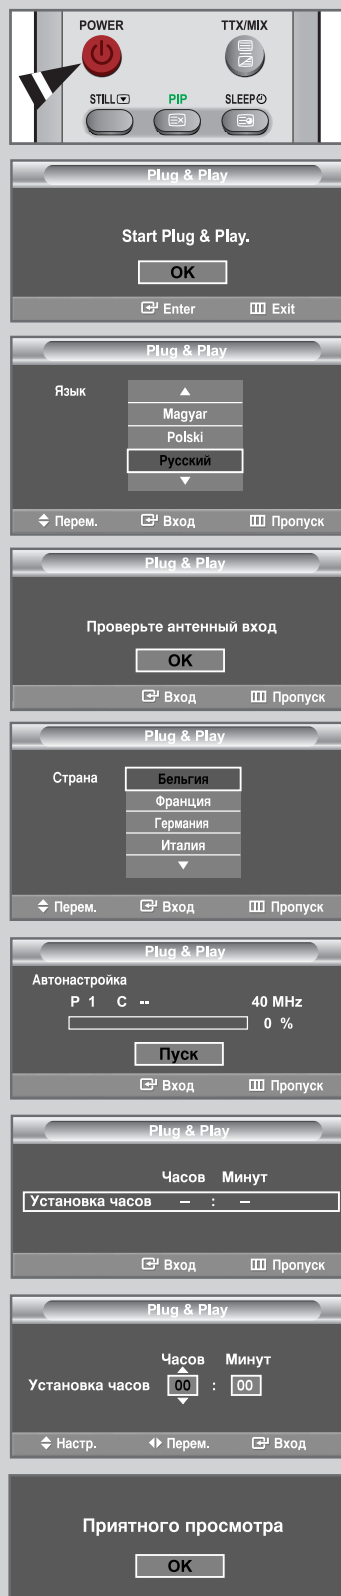 POWER TTX/MIX
STILL PIP SLEEP
Plug & Play
Start Plug & Play.
OK
Enter Exit
Plug & Play
Язык
Magyar
Polski
Русский
Перем. Вход Пропуск
Plug & Play
Проверьте антенный вход
OK
Вход Пропуск
Plug & Play
Страна Бельгия
Франция
Германия
Италия
Перем. Вход Пропуск
Plug & Play
Автонастройка
P 1 C -- 40 MHz
0 %
Пуск
Вход Пропуск
Plug & Play
Часов Минут
Установка часов – : –
Вход Пропуск
Plug & Play
Часов Минут
Установка часов 00 : 00
Настр. Перем. Вход
Приятного просмотра
OK